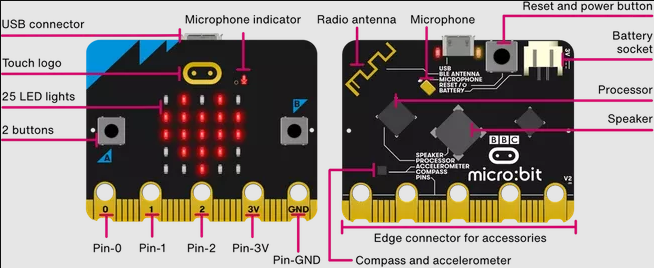 USB connector
Microphone indicator
Touch logo
25 LED lights
2 buttons
A
B
0
1
2
3V
GND
Pin-0
Pin-1
Pin-2
Pin-3V
Pin-GND
Radio antenna
Microphone
Reset and power button
Battery
socket
Processor
Speaker
3V
USB
BLE ANTENNA
MICROPHONE
RESET / O
BATTERY
BBC
micro:bit
SPEAKER
PROCESSOR
ACCELEROMETER
COMPASS
PINS
V2
Edge connector for accessories
Compass and accelerometer